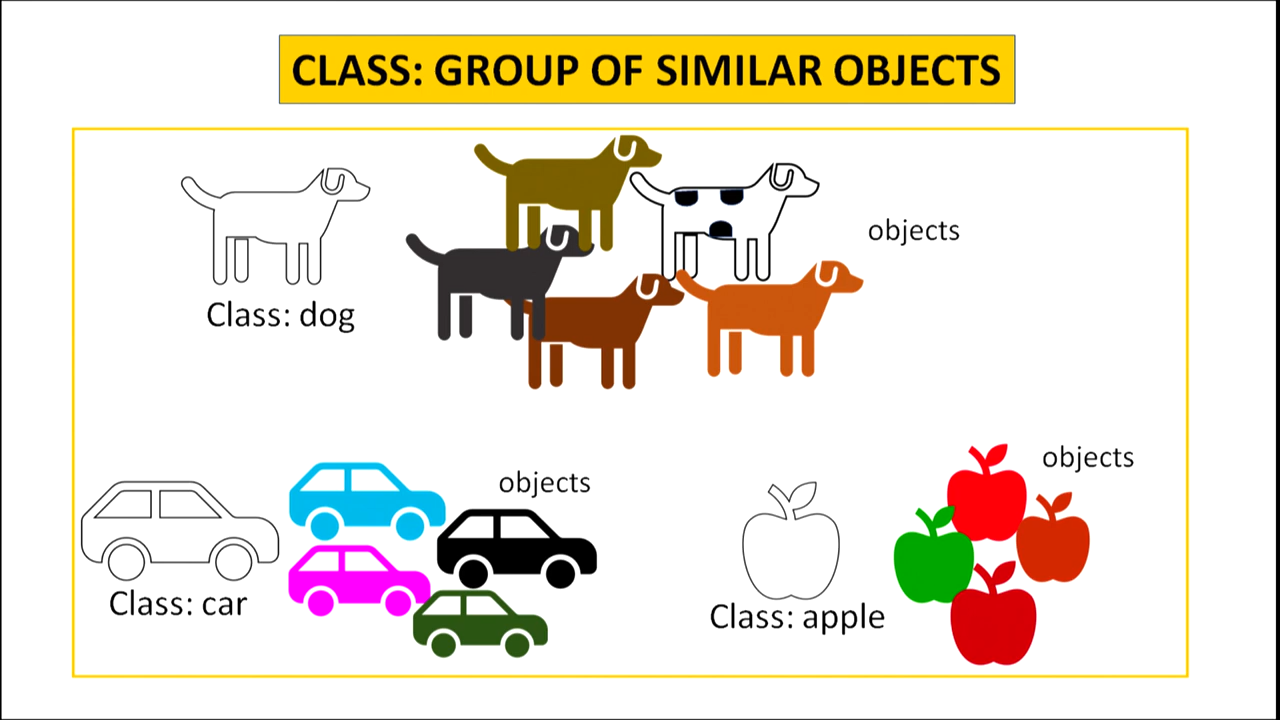 CLASS: GROUP OF SIMILAR OBJECTS
objects
Class: dog
objects
objects
Class: car
Class: apple